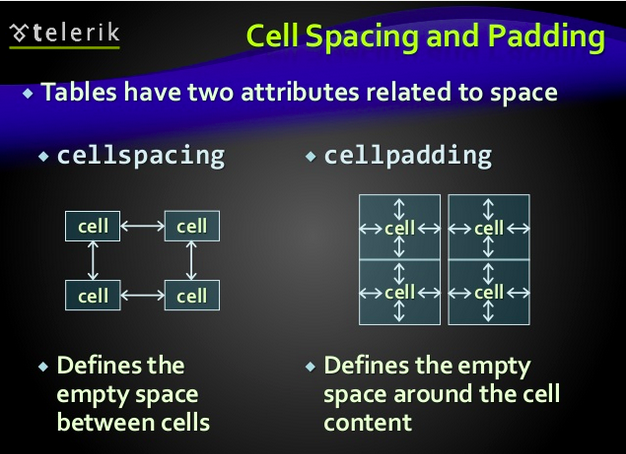 telerik
Cell Spacing and Padding
Tables have two attributes related to space
cellspacing
cell cell
cell cell
Defines the
empty space
between cells
cellpadding
cell cell
cell cell
Defines the empty
space around the cell
content